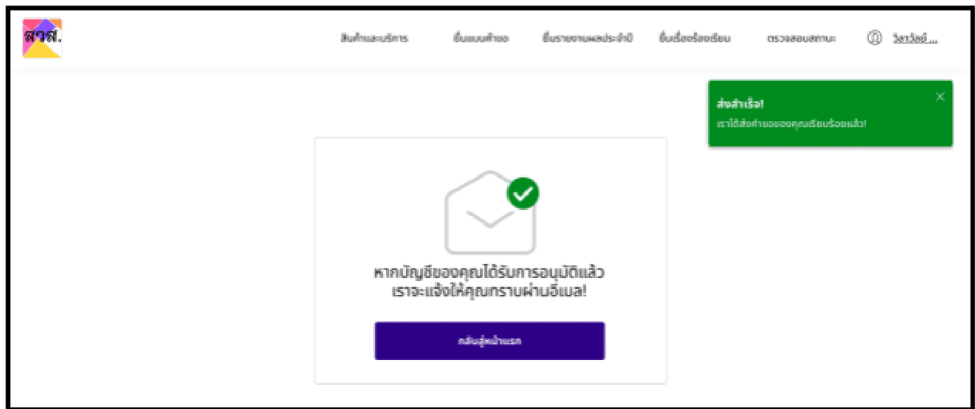 สวส.
สินค้าและบริการ
ยื่นแบบคำขอ
ยื่นรายงานผลประจำปี
ยื่นเรื่องร้องเรียน
ตรวจสอบสถานะ
วิลาวัลย์ ...
ส่งสำเร็จ!
เราได้ส่งคำขอของคุณเรียบร้อยแล้ว!
หากบัญชีของคุณได้รับการอนุมัติแล้ว
เราจะแจ้งให้คุณทราบผ่านอีเมล!
กลับสู่หน้าแรก